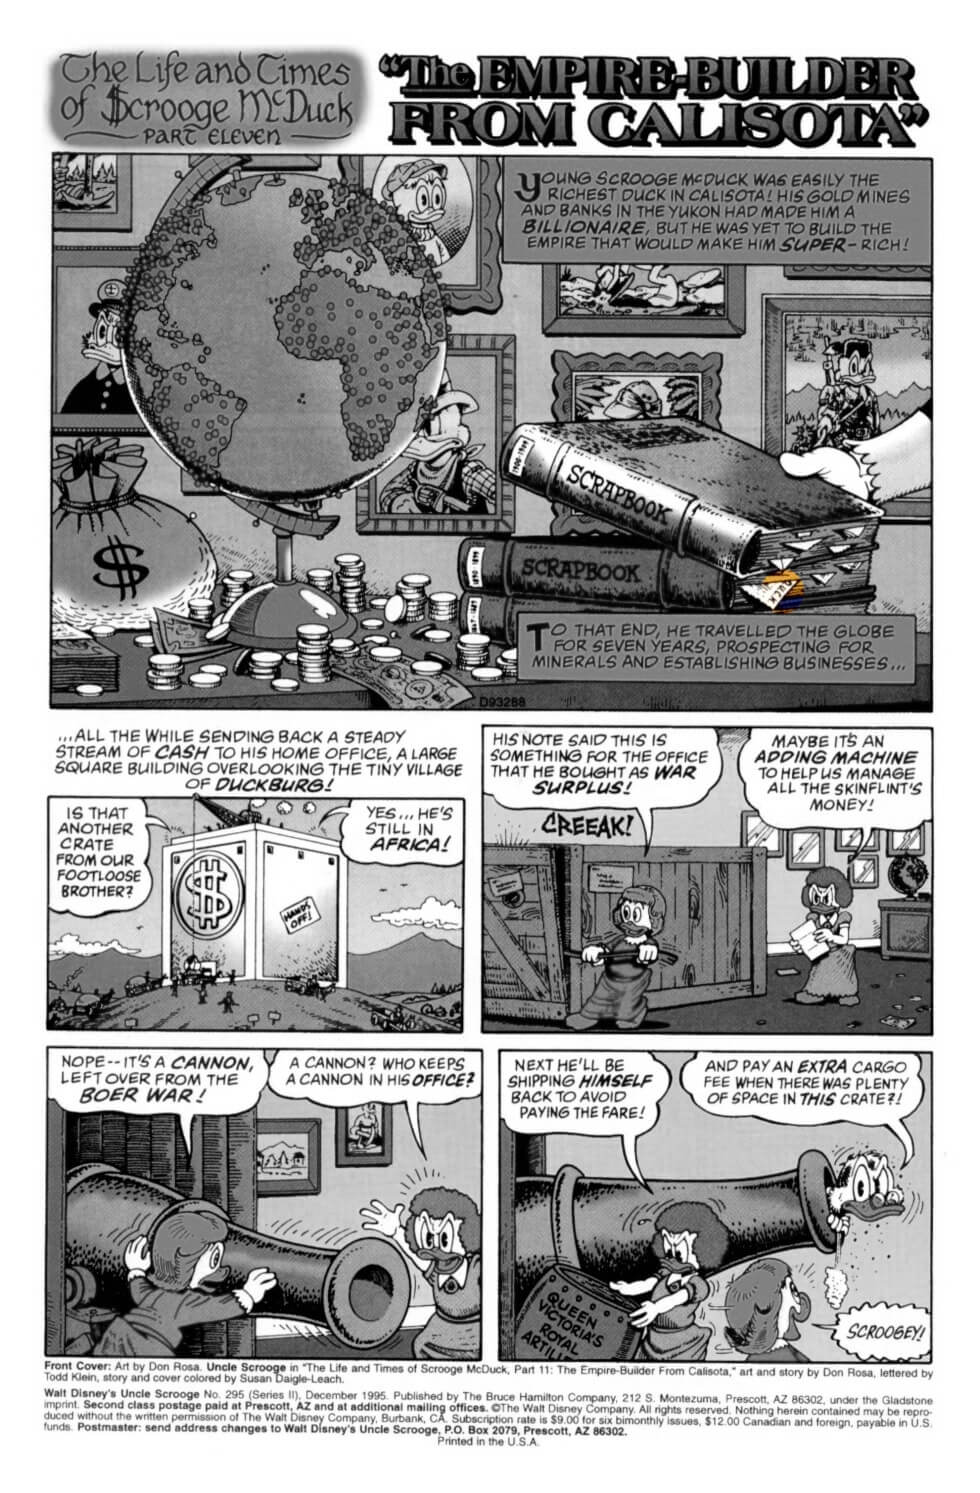 The Life and Times
of $crooge McDuck
PART ELEVEN
"The EMPIRE-BUILDER
FROM CALISOTA"
YOUNG SCROOGE McDUCK WAS EASILY THE
RICHEST DUCK IN CALISOTA! HIS GOLD MINES
AND BANKS IN THE YUKON HAD MADE HIM A
BILLIONAIRE, BUT HE WAS YET TO BUILD THE
EMPIRE THAT WOULD MAKE HIM SUPER-RICH!
$
SCRAPBOOK
1890-1899
SCRAPBOOK
TO THAT END, HE TRAVELLED THE GLOBE
FOR SEVEN YEARS, PROSPECTING FOR
MINERALS AND ESTABLISHING BUSINESSES...
D93288
...ALL THE WHILE SENDING BACK A STEADY
STREAM OF CASH TO HIS HOME OFFICE, A LARGE
SQUARE BUILDING OVERLOOKING THE TINY VILLAGE
OF DUCKBURG!
IS THAT
ANOTHER
CRATE
FROM OUR
FOOTLOOSE
BROTHER?
YES... HE'S
STILL IN
AFRICA!
$
HANDS
OFF!
HIS NOTE SAID THIS IS
SOMETHING FOR THE OFFICE
THAT HE BOUGHT AS WAR
SURPLUS!
CREEAK!
MAYBE IT'S AN
ADDING MACHINE
TO HELP US MANAGE
ALL THE SKINFLINT'S
MONEY!
NOPE--IT'S A CANNON,
LEFT OVER FROM THE
BOER WAR!
A CANNON? WHO KEEPS
A CANNON IN HIS OFFICE?
NEXT HE'LL BE
SHIPPING HIMSELF
BACK TO AVOID
PAYING THE FARE!
AND PAY AN EXTRA CARGO
FEE WHEN THERE WAS PLENTY
OF SPACE IN THIS CRATE?!
QUEEN
VICTORIA'S
ROYAL
ARTILL
SCROOGEY!
Front Cover: Art by Don Rosa. Uncle Scrooge in "The Life and Times of Scrooge McDuck, Part 11: The Empire-Builder From Calisota," art and story by Don Rosa, lettered by
Todd Klein, story and cover colored by Susan Daigle-Leach.
Walt Disney's Uncle Scrooge No. 295 (Series II), December 1995. Published by The Bruce Hamilton Company, 212 S. Montezuma, Prescott, AZ 86302, under the Gladstone
imprint. Second class postage paid at Prescott, AZ and at additional mailing offices. ©The Walt Disney Company. All rights reserved. Nothing herein contained may be repro-
duced without the written permission of The Walt Disney Company, Burbank, CA. Subscription rate is $9.00 for six bimonthly issues, $12.00 Canadian and foreign, payable in U.S.
funds. Postmaster: send address changes to Walt Disney's Uncle Scrooge, P.O. Box 2079, Prescott, AZ 86302.
Printed in the U.S.A.